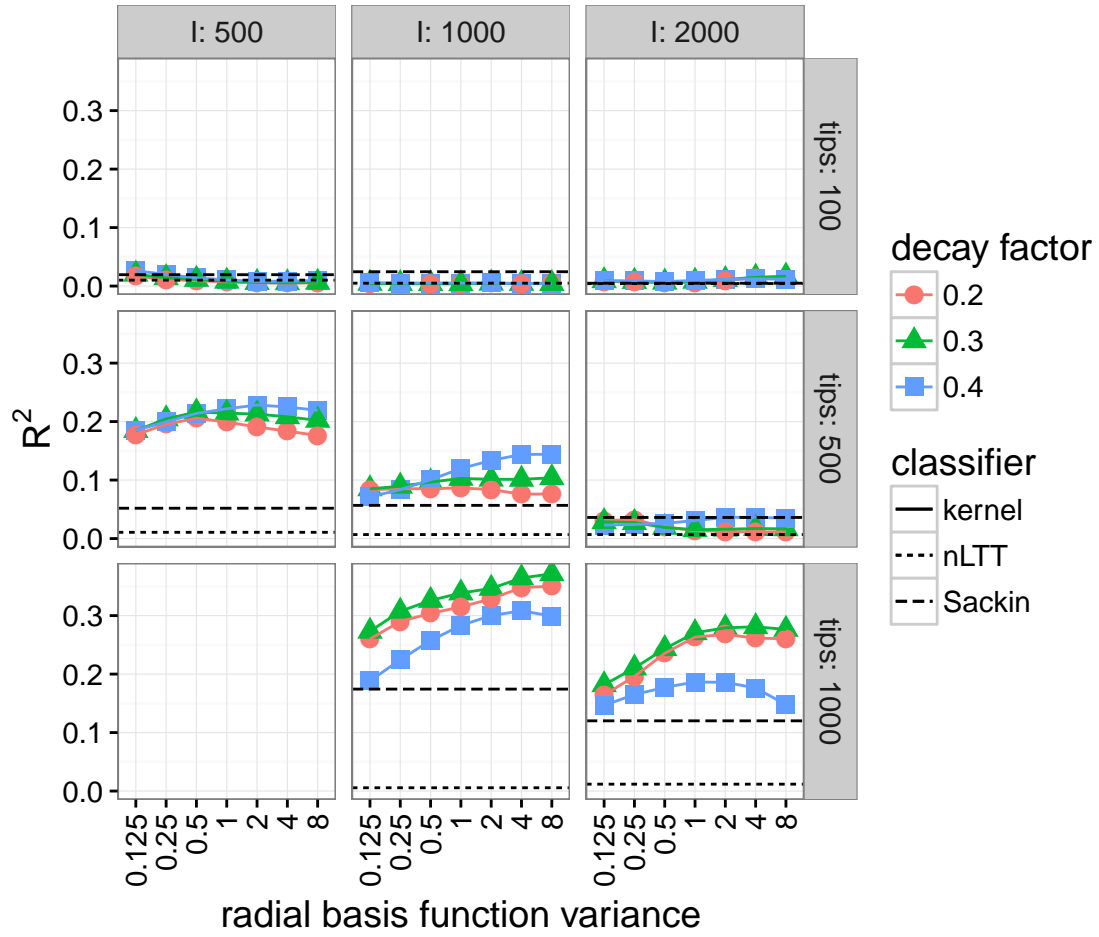 I: 500
I: 1000
I: 2000
0.3
0.2
0.1
0.0
tips: 100
0.3
0.2
0.1
0.0
tips: 500
0.3
0.2
0.1
0.0
tips: 1000
R²
0.125
0.25
0.5
1
2
4
8
0.125
0.25
0.5
1
2
4
8
0.125
0.25
0.5
1
2
4
8
radial basis function variance
decay factor
0.2
0.3
0.4
classifier
kernel
nLTT
Sackin